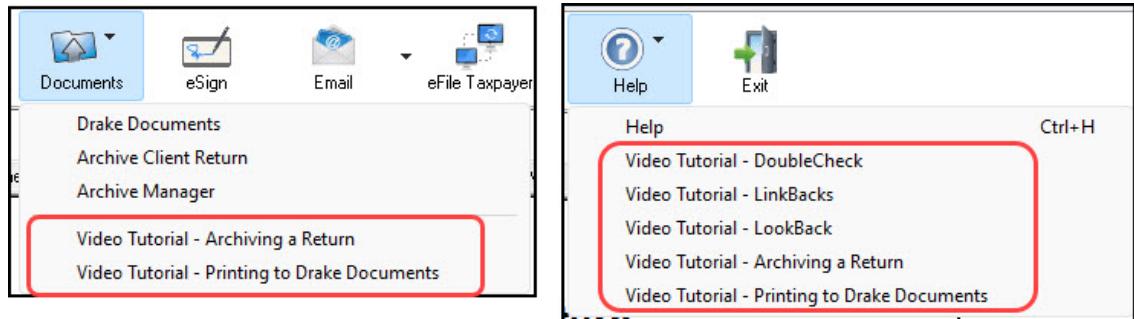 Documents
eSign
Email
eFile Taxpayer
Drake Documents
Archive Client Return
Archive Manager
Video Tutorial - Archiving a Return
Video Tutorial - Printing to Drake Documents
Help
Exit
Help Ctrl+H
Video Tutorial - DoubleCheck
Video Tutorial - LinkBacks
Video Tutorial - LookBack
Video Tutorial - Archiving a Return
Video Tutorial - Printing to Drake Documents